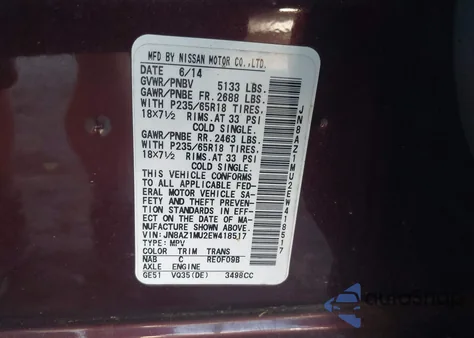 MFD BY NISSAN MOTOR CO.,LTD.
DATE 6/14
GVWR/PNBV 5133 LBS.
GAWR/PNBE FR. 2688 LBS.
WITH P235/65R18 TIRES,
18X7½ RIMS.AT 33 PSI
COLD SINGLE.
GAWR/PNBE RR. 2463 LBS.
WITH P235/65R18 TIRES,
18X7½ RIMS.AT 33 PSI
COLD SINGLE.
THIS VEHICLE CONFORMS
TO ALL APPLICABLE FED-
ERAL MOTOR VEHICLE SA-
FETY AND THEFT PREVEN-
TION STANDARDS IN EFF-
ECT ON THE DATE OF MA-
NUFACTURE SHOWN ABOVE.
VIN: JN8AZ1MU2EW418517
TYPE: MPV
COLOR TRIM TRANS
NAB C RE0F09B
AXLE ENGINE
GE51 VQ35(DE) 3498CC
JN8AZ1MU2EW418517
AutoSnap